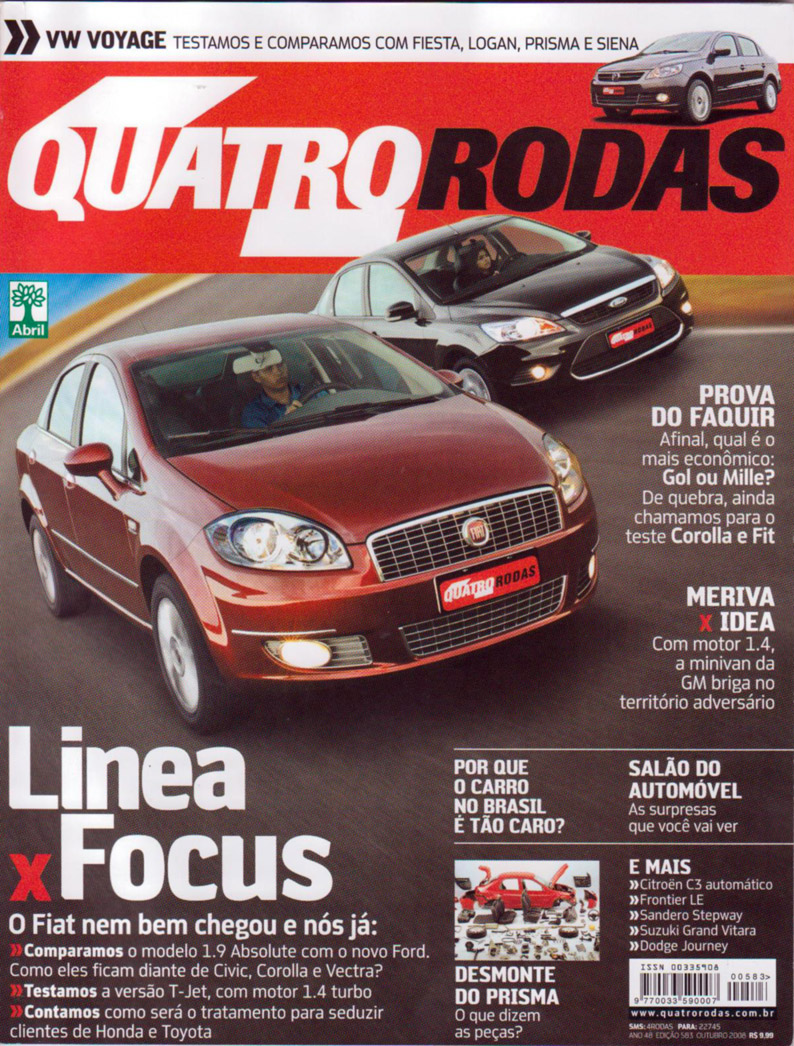 » VW VOYAGE TESTAMOS E COMPARAMOS COM FIESTA, LOGAN, PRISMA E SIENA
QUATRO RODAS
Abril
Ford
QUATRO RODAS
FIAT
QUATRO RODAS
PROVA
DO FAQUIR
Afinal, qual é o
mais econômico:
Gol ou Mille?
De quebra, ainda
chamamos para o
teste Corolla e Fit
MERIVA
x IDEA
Com motor 1.4,
a minivan da
GM briga no
território adversário
Linea
x Focus
O Fiat nem bem chegou e nós já:
»Comparamos o modelo 1.9 Absolute com o novo Ford.
Como eles ficam diante de Civic, Corolla e Vectra?
»Testamos a versão T-Jet, com motor 1.4 turbo
»Contamos como será o tratamento para seduzir
clientes de Honda e Toyota
POR QUE
O CARRO
NO BRASIL
É TÃO CARO?
SALÃO DO
AUTOMÓVEL
As surpresas
que você vai ver
DESMONTE
DO PRISMA
O que dizem
as peças?
E MAIS
»Citroën C3 automático
»Frontier LE
»Sandero Stepway
»Suzuki Grand Vitara
»Dodge Journey
ISSN 00335908
00583>
9 770033 590007
www.quatrorodas.com.br
SMS: 4RODAS PARA: 22745
ANO 48 EDIÇÃO 583 OUTUBRO 2008 R$ 9,99